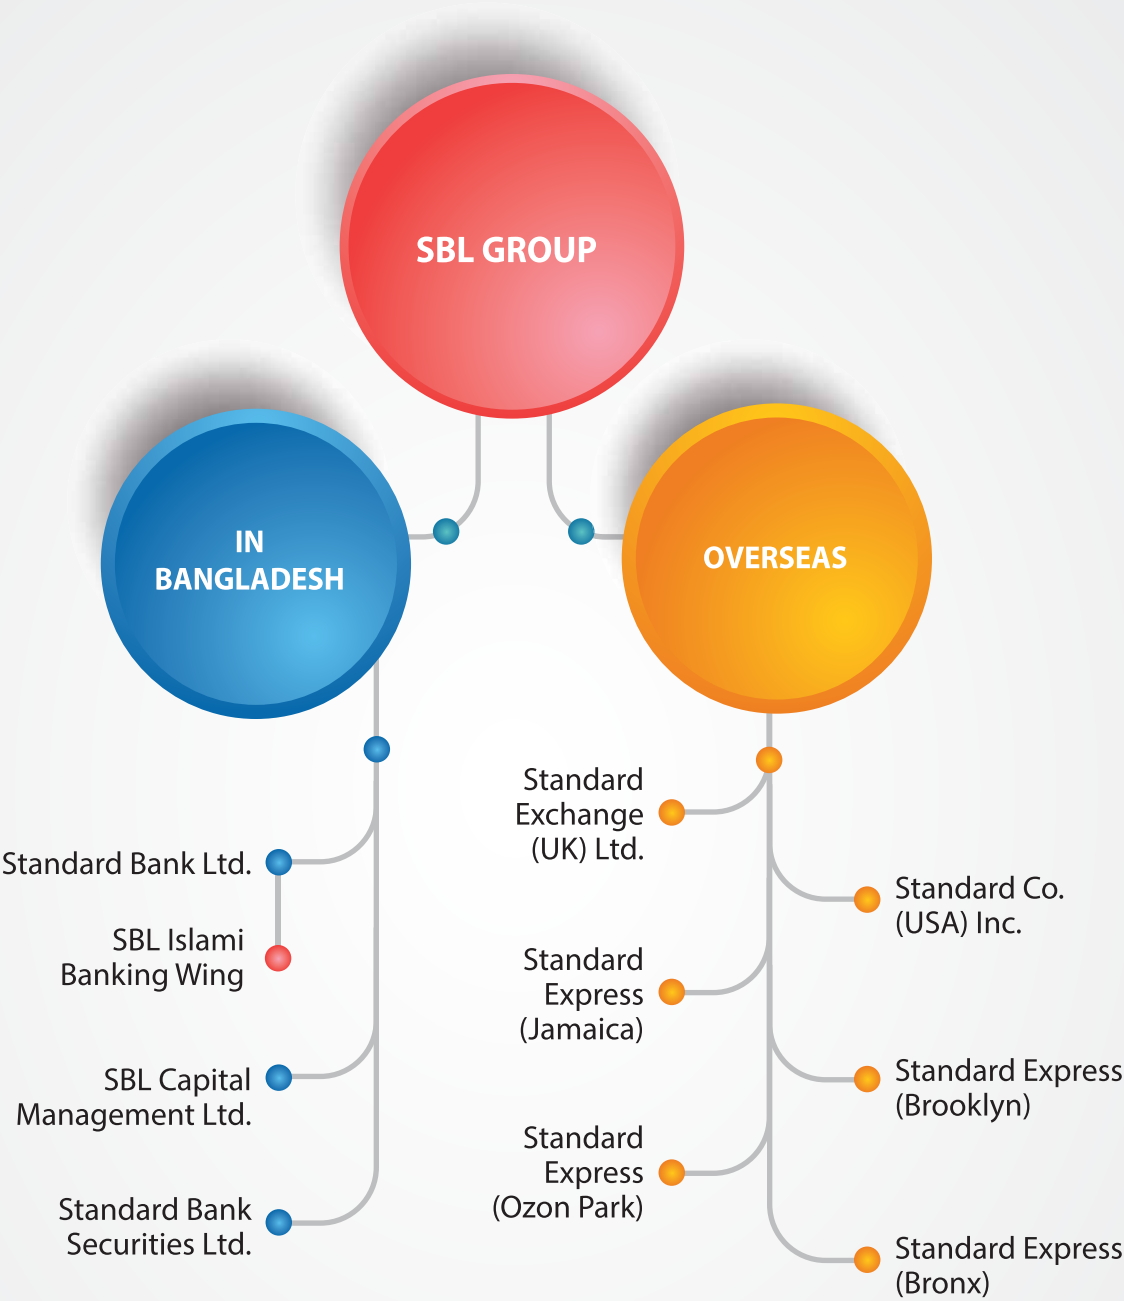 SBL GROUP
IN
BANGLADESH
OVERSEAS
Standard Bank Ltd.
SBL Islami
Banking Wing
SBL Capital
Management Ltd.
Standard Bank
Securities Ltd.
Standard
Exchange
(UK) Ltd.
Standard Co.
(USA) Inc.
Standard
Express
(Jamaica)
Standard Express
(Brooklyn)
Standard
Express
(Ozon Park)
Standard Express
(Bronx)